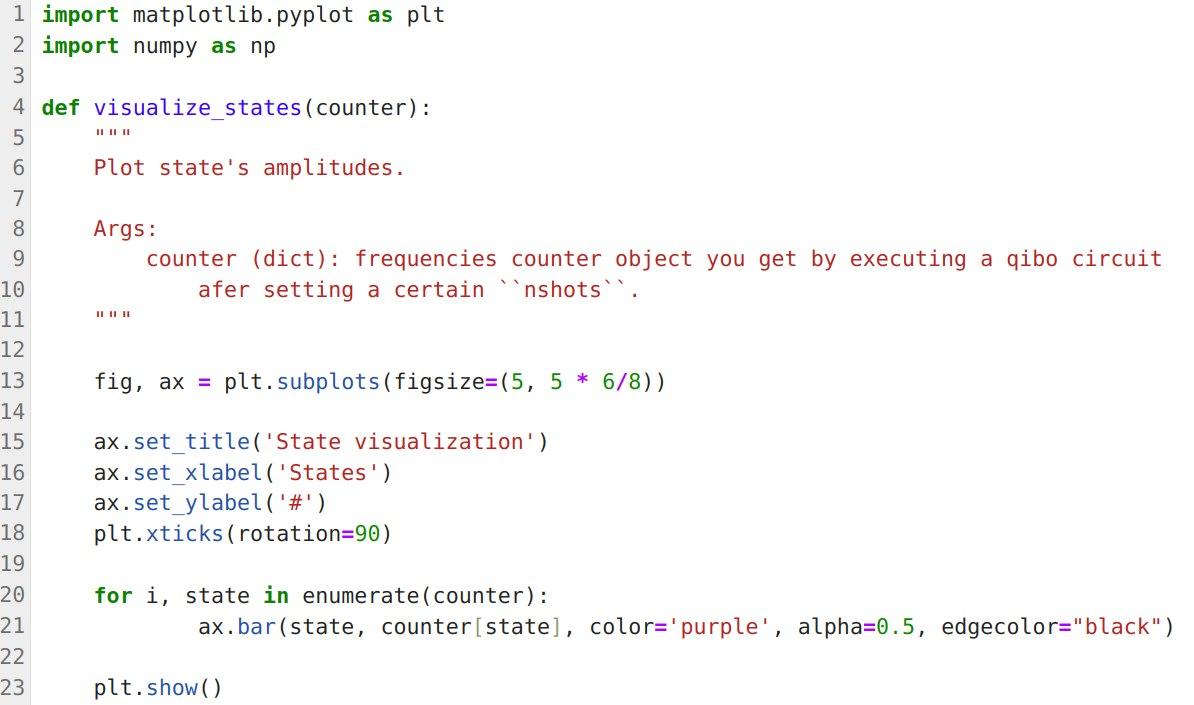 1 import matplotlib.pyplot as plt
2 import numpy as np
3
4 def visualize_states(counter):
5     """
6     Plot state's amplitudes.
7
8     Args:
9         counter (dict): frequencies counter object you get by executing a qibo circuit
10             afer setting a certain ``nshots``.
11     """
12
13     fig, ax = plt.subplots(figsize=(5, 5 * 6/8))
14
15     ax.set_title('State visualization')
16     ax.set_xlabel('States')
17     ax.set_ylabel('#')
18     plt.xticks(rotation=90)
19
20     for i, state in enumerate(counter):
21             ax.bar(state, counter[state], color='purple', alpha=0.5, edgecolor="black")
22
23     plt.show()